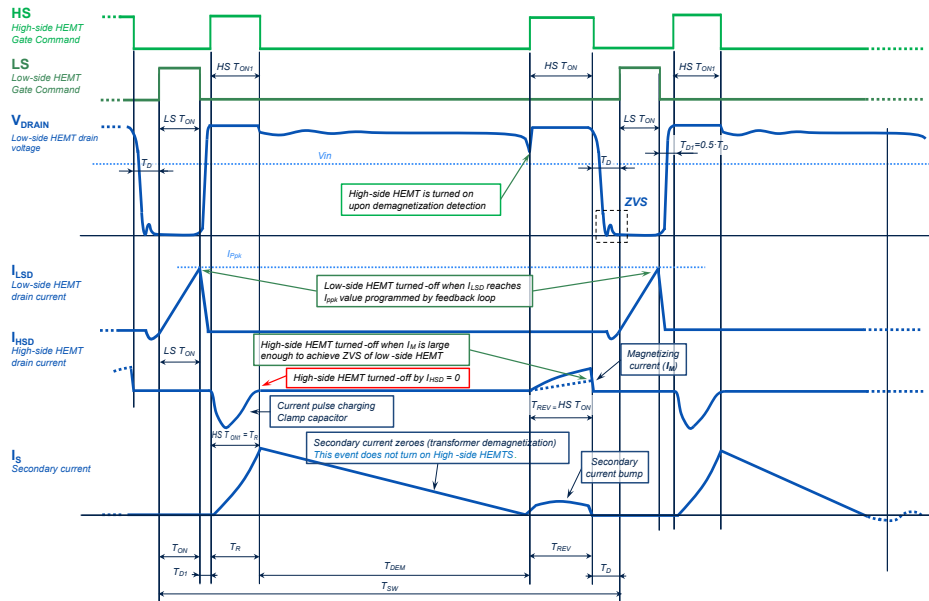 HS
High-side HEMT
Gate Command
HS TON1
HS TON
HS TON1
LS
Low-side HEMT
Gate Command
LS TON
LS TON
VDRAIN
Low-side HEMT drain
voltage
TD
Vin
TD
TD1=0.5·TD
High-side HEMT is turned on
upon demagnetization detection
ZVS
IPpk
ILSD
Low-side HEMT
drain current
Low-side HEMT turned-off when ILSD reaches
Ippk value programmed by feedback loop
IHSD
High-side HEMT
drain current
LS TON
High-side HEMT turned-off when IM is large
enough to achieve ZVS of low-side HEMT
Magnetizing
current (IM)
High-side HEMT turned-off by IHSD = 0
Current pulse charging
Clamp capacitor
TREV = HS TON
HS TON1 = TR
IS
Secondary current
Secondary current zeroes (transformer demagnetization)
This event does not turn on High -side HEMTS.
Secondary
current bump
TON
TR
TREV
TD1
TDEM
TD
TSW